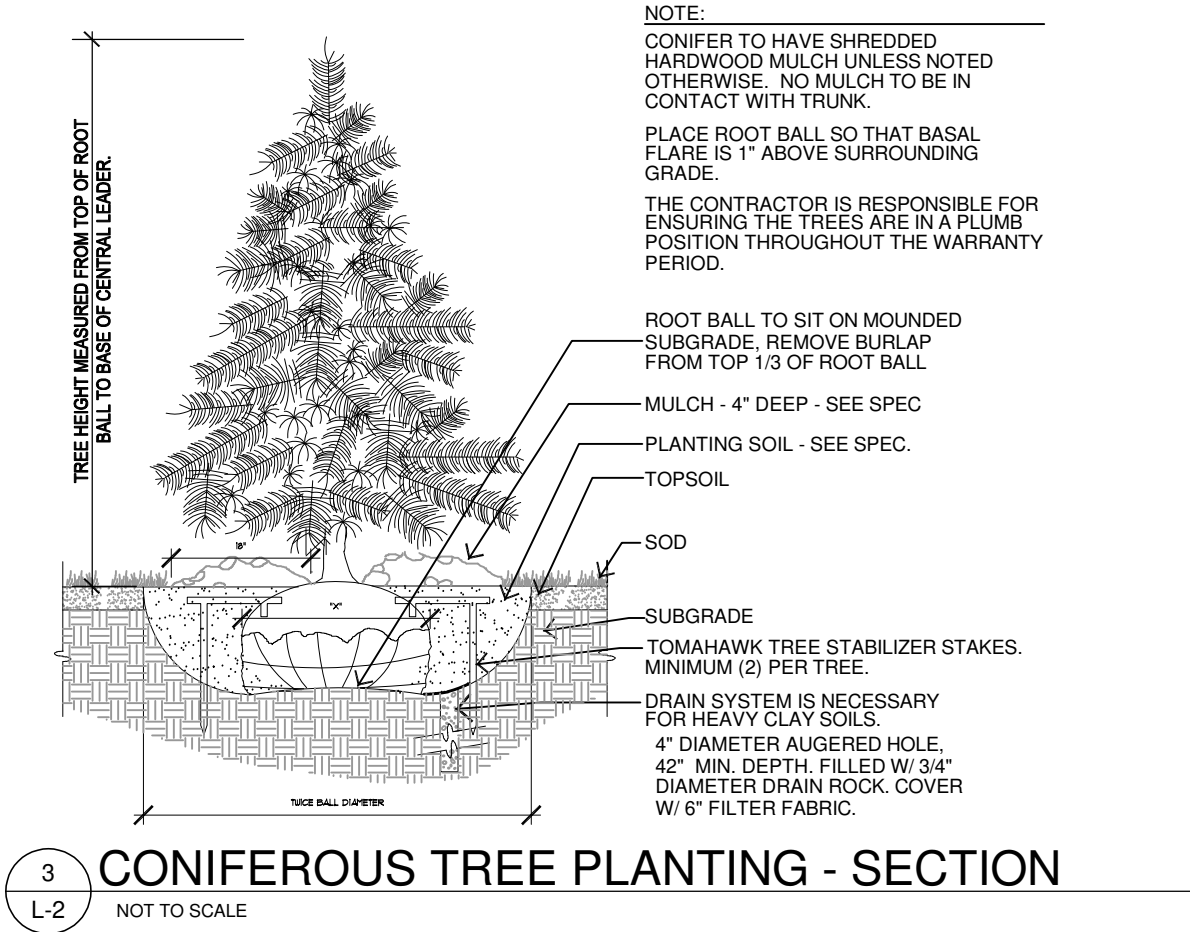 NOTE:
CONIFER TO HAVE SHREDDED
HARDWOOD MULCH UNLESS NOTED
OTHERWISE. NO MULCH TO BE IN
CONTACT WITH TRUNK.
PLACE ROOT BALL SO THAT BASAL
FLARE IS 1" ABOVE SURROUNDING
GRADE.
THE CONTRACTOR IS RESPONSIBLE FOR
ENSURING THE TREES ARE IN A PLUMB
POSITION THROUGHOUT THE WARRANTY
PERIOD.
TREE HEIGHT MEASURED FROM TOP OF ROOT
BALL TO BASE OF CENTRAL LEADER.
ROOT BALL TO SIT ON MOUNDED
SUBGRADE, REMOVE BURLAP
FROM TOP 1/3 OF ROOT BALL
MULCH - 4" DEEP - SEE SPEC
PLANTING SOIL - SEE SPEC.
TOPSOIL
SOD
18"
"X"
SUBGRADE
TOMAHAWK TREE STABILIZER STAKES.
MINIMUM (2) PER TREE.
DRAIN SYSTEM IS NECESSARY
FOR HEAVY CLAY SOILS.
4" DIAMETER AUGERED HOLE,
42" MIN. DEPTH. FILLED W/ 3/4"
DIAMETER DRAIN ROCK. COVER
W/ 6" FILTER FABRIC.
TWICE BALL DIAMETER
3
L-2
CONIFEROUS TREE PLANTING - SECTION
NOT TO SCALE